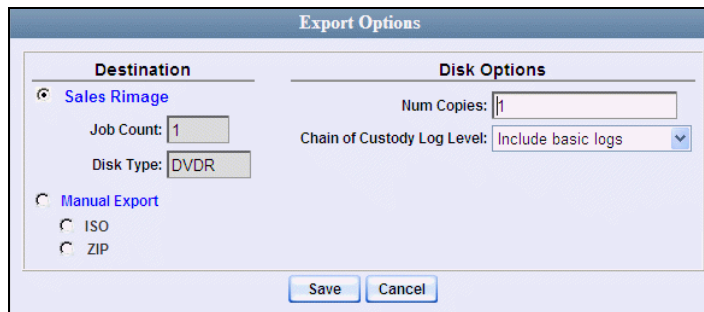 Export Options
Destination
Sales Rimage
Job Count: 1
Disk Type: DVDR
Manual Export
ISO
ZIP
Disk Options
Num Copies: 1
Chain of Custody Log Level: Include basic logs
Save
Cancel